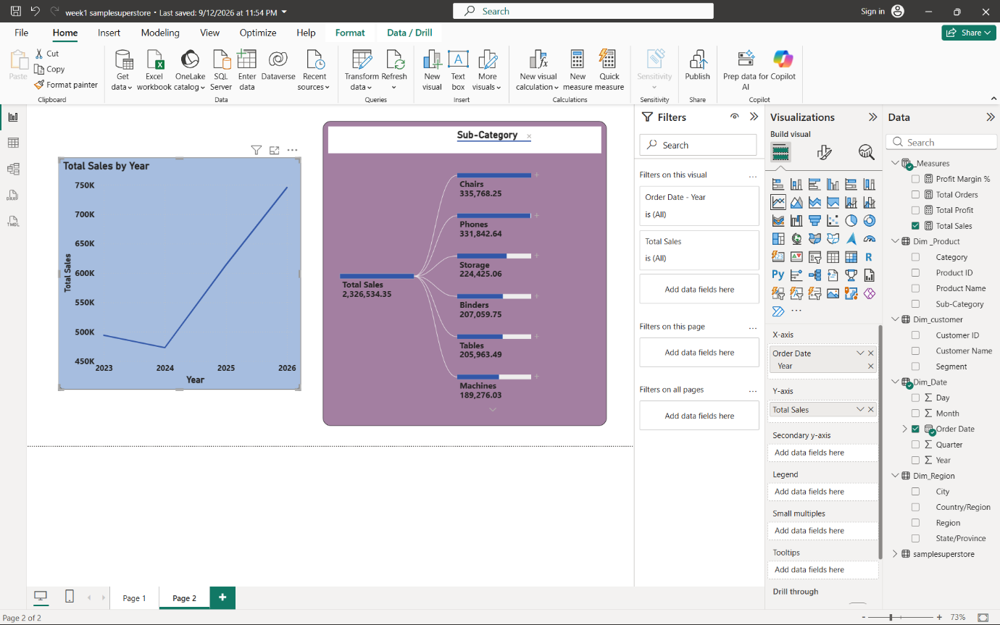 week1 samplesuperstore • Last saved: 9/12/2026 at 11:54 PM
Search
Sign in
File
Home
Insert
Modeling
View
Optimize
Help
Format
Data / Drill
Share
Paste
Cut
Copy
Format painter
Clipboard
Get data
Excel workbook
OneLake catalog
SQL Server
Enter data
Dataverse
Recent sources
Data
Transform data
Refresh
Queries
New visual
Text box
More visuals
Insert
New visual calculation
New measure
Quick measure
Calculations
Sensitivity
Sensitivity
Publish
Share
Prep data for AI
Copilot
Copilot
DAX
TMDL
Total Sales by Year
750K
700K
650K
600K
550K
500K
450K
Total Sales
2023
2024
2025
2026
Year
Sub-Category
Total Sales
2,326,534.35
Chairs
335,768.25
Phones
331,842.64
Storage
224,425.06
Binders
207,059.75
Tables
205,963.49
Machines
189,276.03
Filters
Search
Filters on this visual
Order Date - Year
is (All)
Total Sales
is (All)
Add data fields here
Filters on this page
Add data fields here
Filters on all pages
Add data fields here
Visualizations
Build visual
123
R
Py
X-axis
Order Date
Year
Y-axis
Total Sales
Secondary y-axis
Add data fields here
Legend
Add data fields here
Small multiples
Add data fields here
Tooltips
Add data fields here
Drill through
Data
Search
_Measures
Profit Margin %
Total Orders
Total Profit
Total Sales
Dim _Product
Category
Product ID
Product Name
Sub-Category
Dim_customer
Customer ID
Customer Name
Segment
Dim_Date
Day
Month
Order Date
Quarter
Year
Dim_Region
City
Country/Region
Region
State/Province
samplesuperstore
Page 1
Page 2
Page 2 of 2
73%